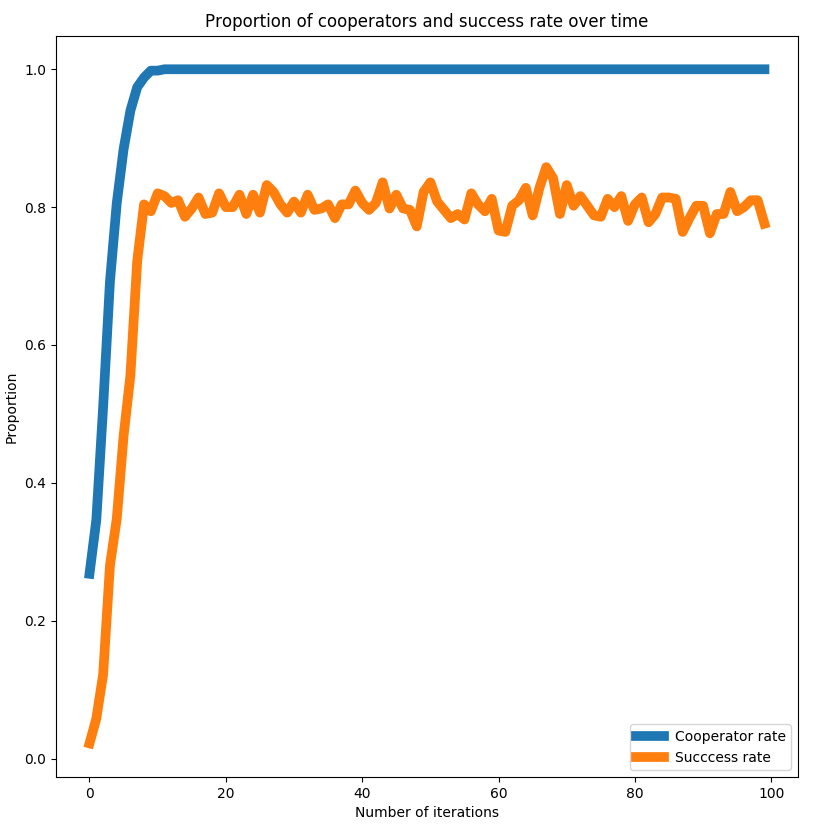 Proportion of cooperators and success rate over time
1.0
0.8
0.6
0.4
0.2
0.0
Proportion
0 20 40 60 80 100
Number of iterations
Cooperator rate
Succcess rate